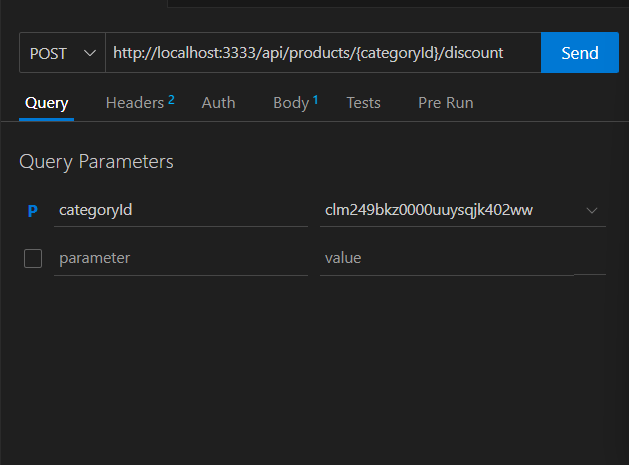 POST http://localhost:3333/api/products/{categoryId}/discount Send
Query Headers 2 Auth Body 1 Tests Pre Run
Query Parameters
P categoryId clm249bkz0000uuysqjk402ww
parameter value